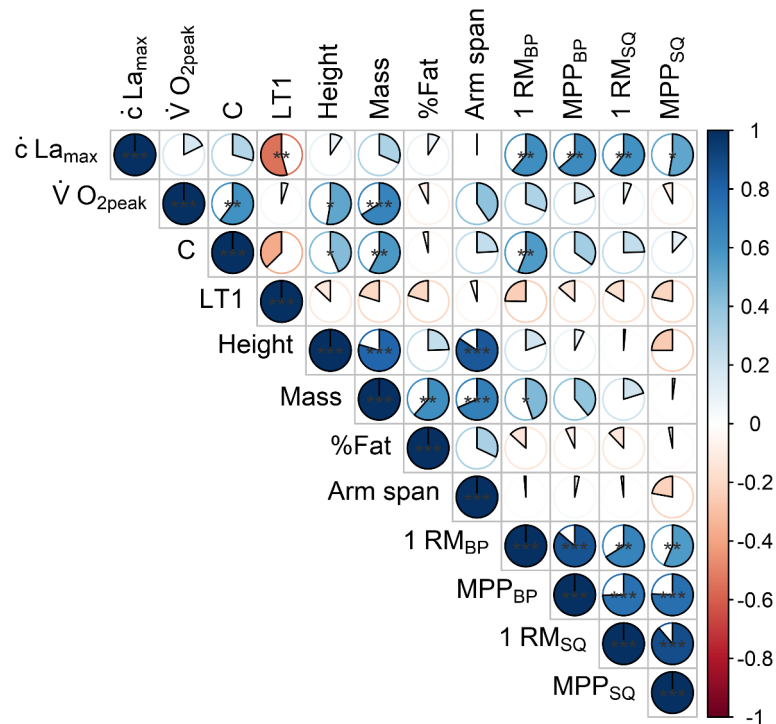 ċ La_max
V̇ O_2peak
C
LT1
Height
Mass
%Fat
Arm span
1 RM_BP
MPP_BP
1 RM_SQ
MPP_SQ
ċ La_max *** ** ** ** ** *
V̇ O_2peak *** ** * ***
C *** * ** **
LT1 ***
Height *** *** ***
Mass *** ** *** *
%Fat ***
Arm span ***
1 RM_BP *** *** ** **
MPP_BP *** *** ***
1 RM_SQ *** ***
MPP_SQ ***
1
0.8
0.6
0.4
0.2
0
-0.2
-0.4
-0.6
-0.8
-1